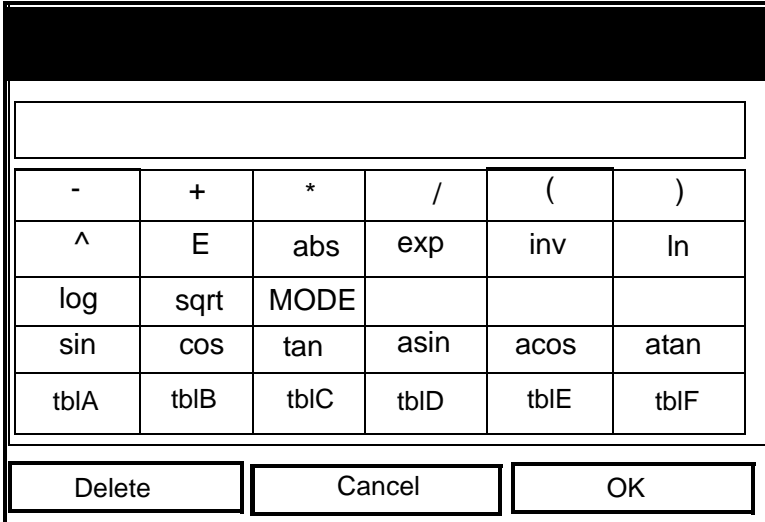 - + * / ( )
^ E abs exp inv ln
log sqrt MODE
sin cos tan asin acos atan
tblA tblB tblC tblD tblE tblF
Delete Cancel OK